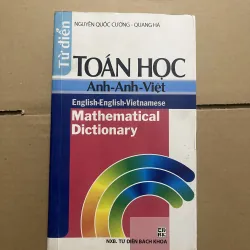 NGUYỄN QUỐC CƯỜNG - QUANG HÀ
Từ điển
TOÁN HỌC
Anh-Anh-Việt
English-English-Vietnamese
Mathematical
Dictionary
NXB. TỪ ĐIỂN BÁCH KHOA